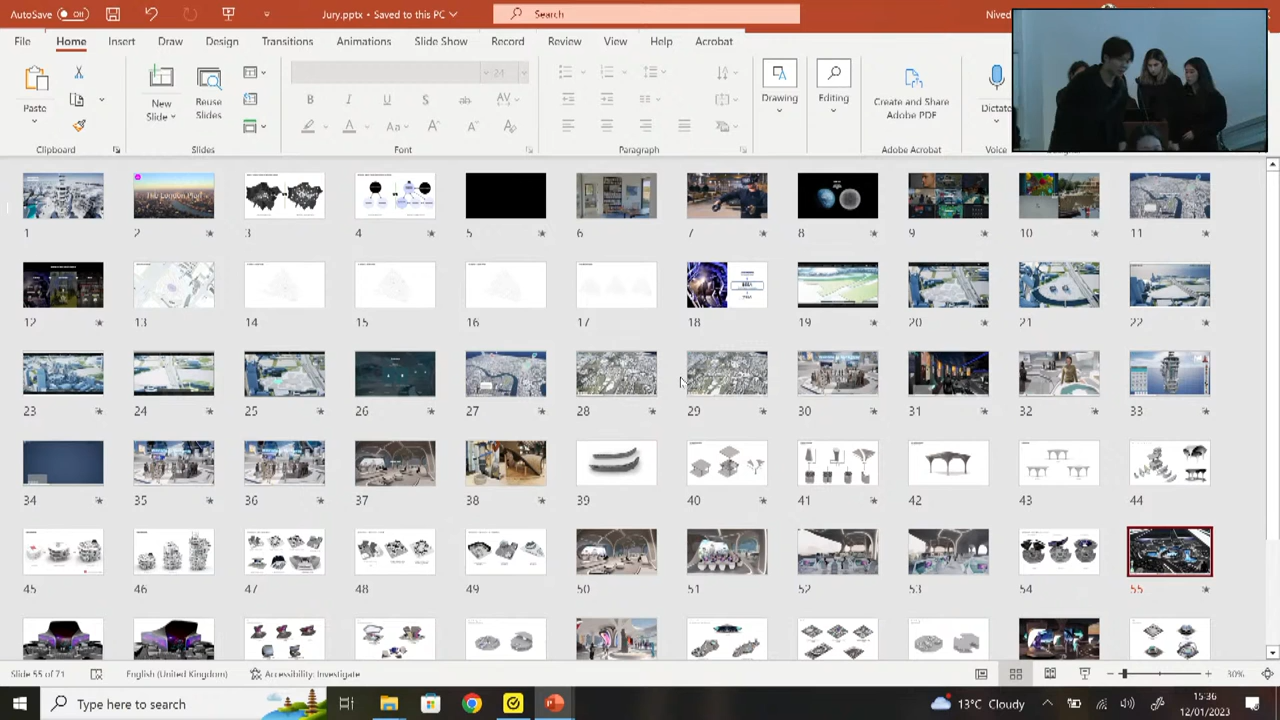 AutoSave Off Jury.pptx • Saved to this PC Search Nived
File Home Insert Draw Design Transitions Animations Slide Show Record Review View Help Acrobat
Paste New Slide Reuse Slides 24 Drawing Editing Create and Share Adobe PDF Dictate
Clipboard Slides Font Paragraph Adobe Acrobat Voice
The London Plan
1 2 3 4 5 6 7 8 9 10 11
12 13 14 15 16 17 18 19 20 21 22
23 24 25 26 27 28 29 30 31 32 33
34 35 36 37 38 39 40 41 42 43 44
45 46 47 48 49 50 51 52 53 54 55
Slide 55 of 71 English (United Kingdom) Accessibility: Investigate 30%
Type here to search 13°C Cloudy 15:36
12/01/2023